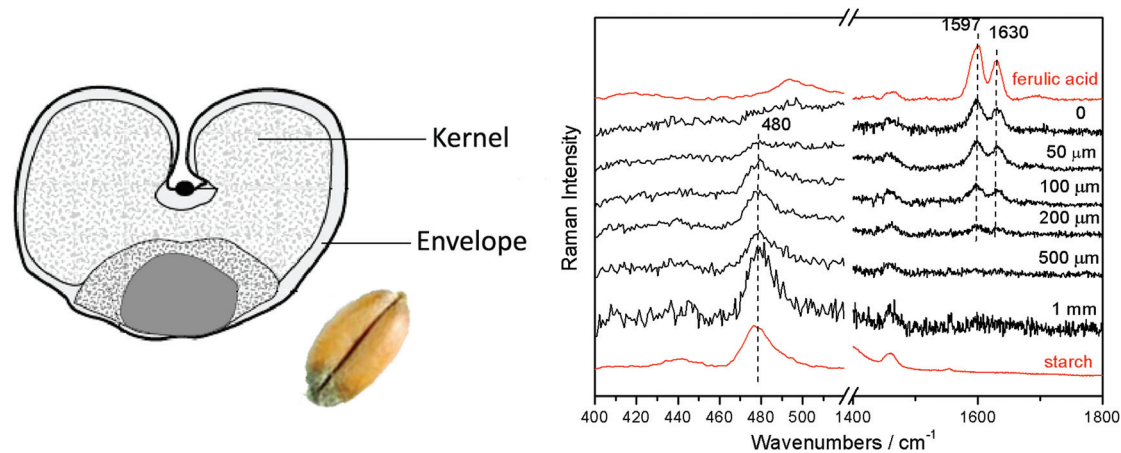 Kernel
Envelope
1597
1630
ferulic acid
0
480
50 μm
100 μm
200 μm
500 μm
1 mm
starch
Raman Intensity
400 420 440 460 480 500 1400 1600 1800
Wavenumbers / cm⁻¹